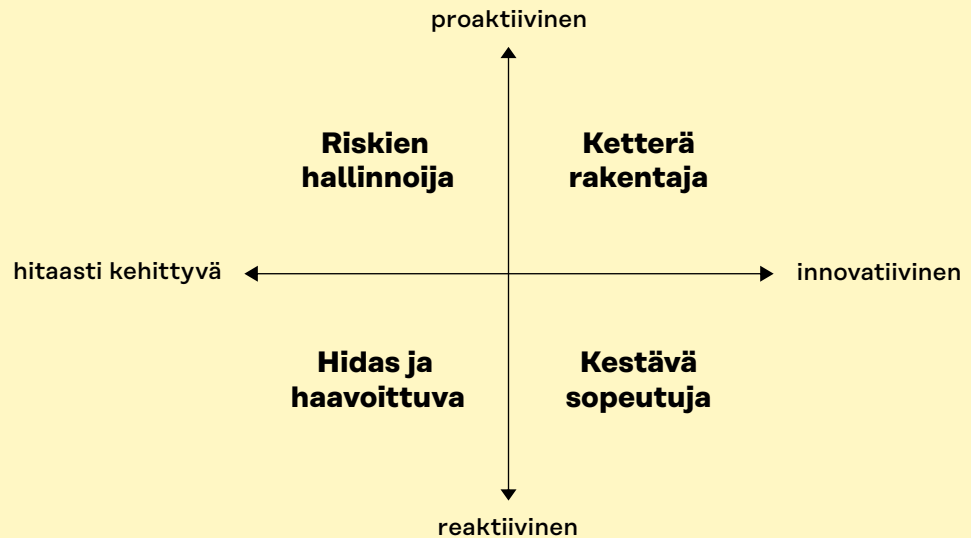 proaktiivinen
Riskien
hallinnoija
Ketterä
rakentaja
hitaasti kehittyvä
innovatiivinen
Hidas ja
haavoittuva
Kestävä
sopeutuja
reaktiivinen